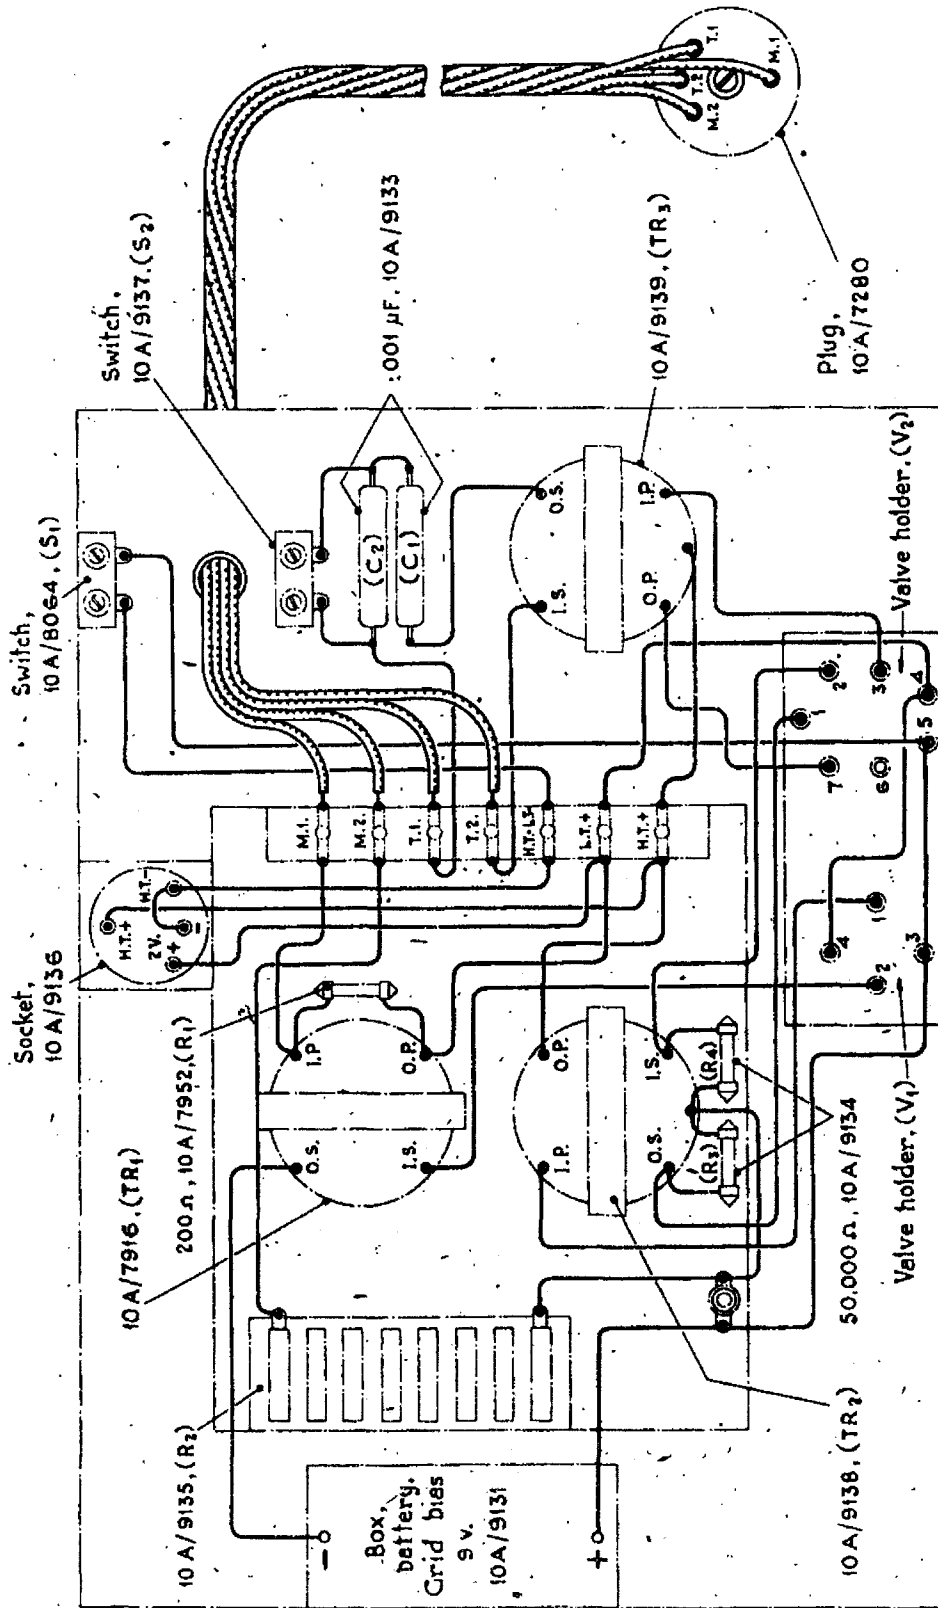 Socket,
10A/9136
Switch,
10A/8064,(S1)
Switch,
10A/9137.(S2)
.001 µF, 10A/9133
10A/7916,(TR1)
200Ω, 10A/7952,(R1)
10A/9135,(R2)
H.T.+
H.T.-
2V.
+
-
M.1.
M.2.
T.1.
T.2.
L.T.+
H.T.+
(C2)
(C1)
I.P.
O.P.
O.S.
I.S.
O.S.
I.S.
I.P.
O.P.
10A/9139,(TR3)
T.1
T.2
M.1
M.2
Plug,
10A/7280
O.P.
I.P.
I.S.
O.S.
(R4)
(R3)
50,000Ω, 10A/9134
Box,
battery.
Grid bias
9 v.
10A/9131
-
+
10A/9138,(TR2)
Valve holder,(V1)
1
2
3
4
Valve holder.(V2)
1
2
3
4
5
6
7